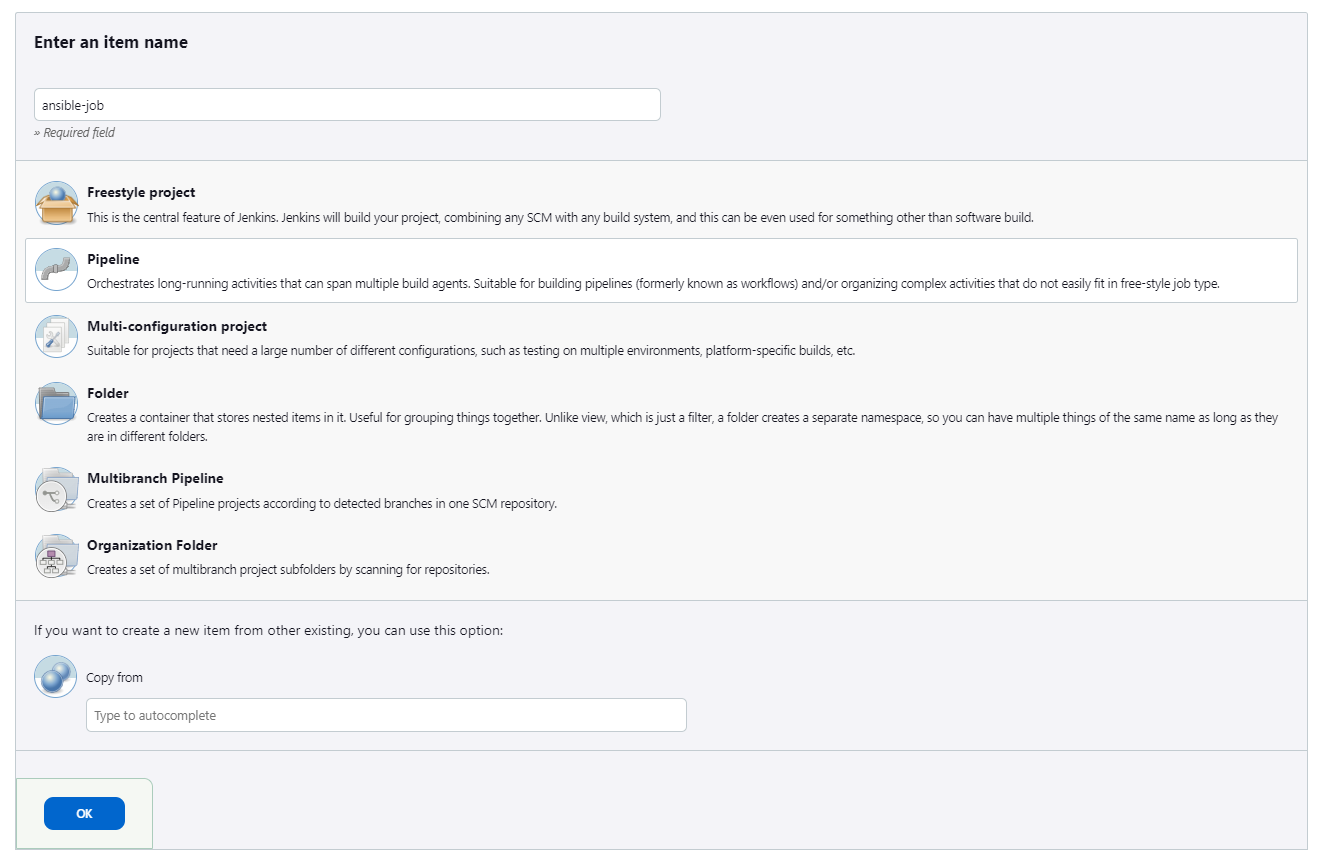 Enter an item name
ansible-job
» Required field
Freestyle project
This is the central feature of Jenkins. Jenkins will build your project, combining any SCM with any build system, and this can be even used for something other than software build.
Pipeline
Orchestrates long-running activities that can span multiple build agents. Suitable for building pipelines (formerly known as workflows) and/or organizing complex activities that do not easily fit in free-style job type.
Multi-configuration project
Suitable for projects that need a large number of different configurations, such as testing on multiple environments, platform-specific builds, etc.
Folder
Creates a container that stores nested items in it. Useful for grouping things together. Unlike view, which is just a filter, a folder creates a separate namespace, so you can have multiple things of the same name as long as they
are in different folders.
Multibranch Pipeline
Creates a set of Pipeline projects according to detected branches in one SCM repository.
Organization Folder
Creates a set of multibranch project subfolders by scanning for repositories.
If you want to create a new item from other existing, you can use this option:
Copy from
Type to autocomplete
OK